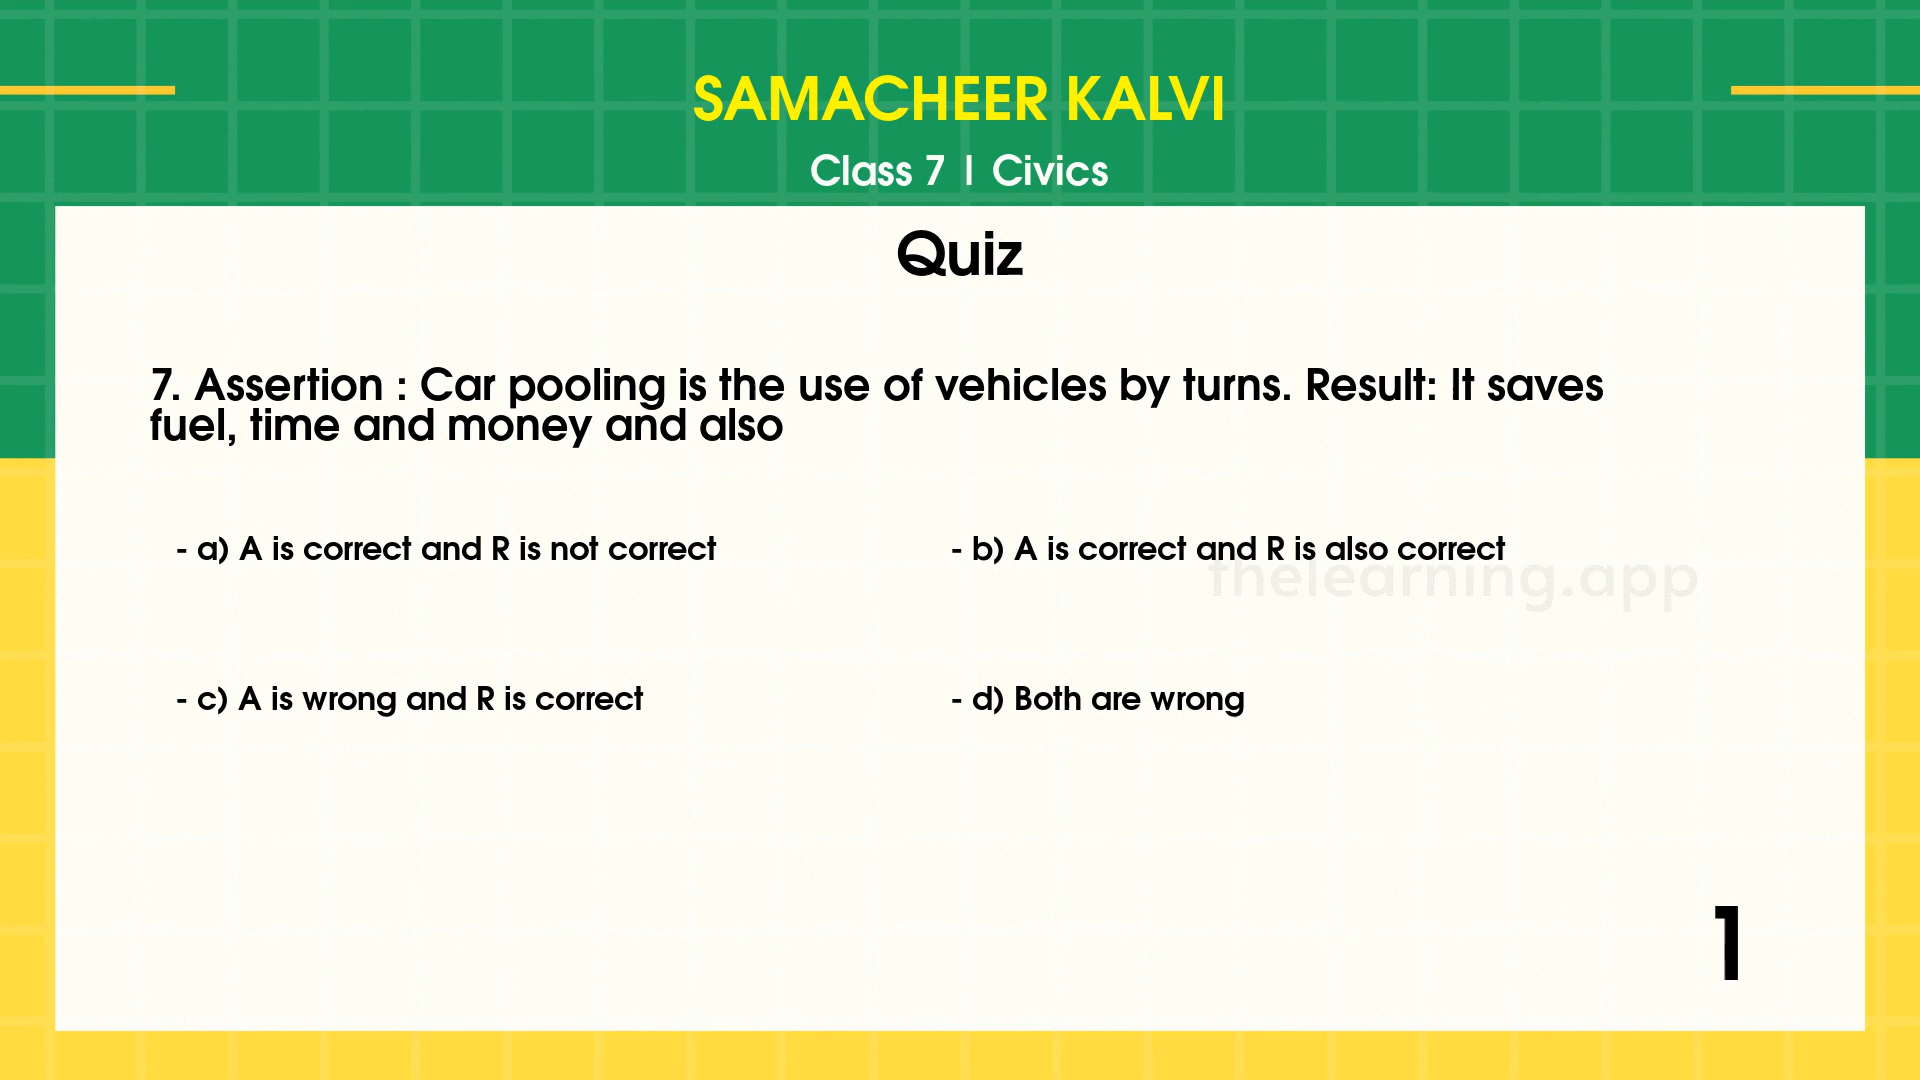 SAMACHEER KALVI
Class 7 | Civics
Quiz
7. Assertion : Car pooling is the use of vehicles by turns. Result: It saves
fuel, time and money and also
- a) A is correct and R is not correct
- b) A is correct and R is also correct
thelearning.app
- c) A is wrong and R is correct
- d) Both are wrong
1